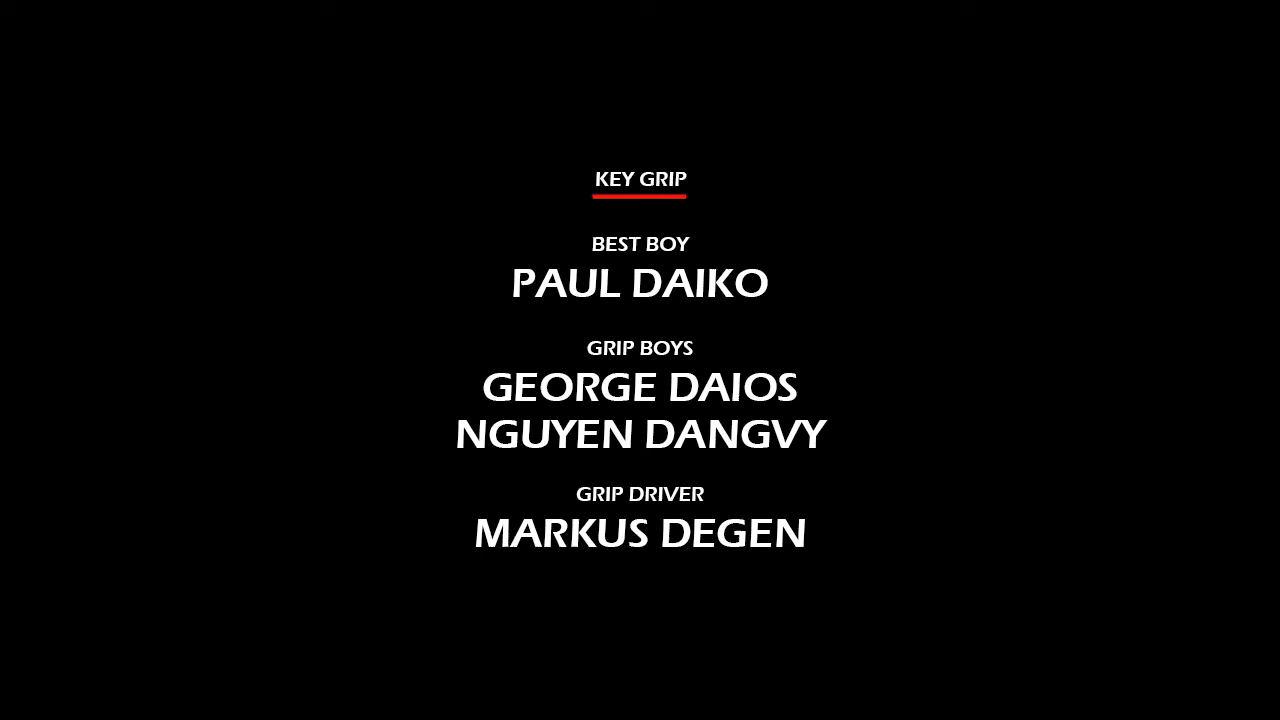 KEY GRIP
BEST BOY
PAUL DAIKO
GRIP BOYS
GEORGE DAIOS
NGUYEN DANGVY
GRIP DRIVER
MARKUS DEGEN